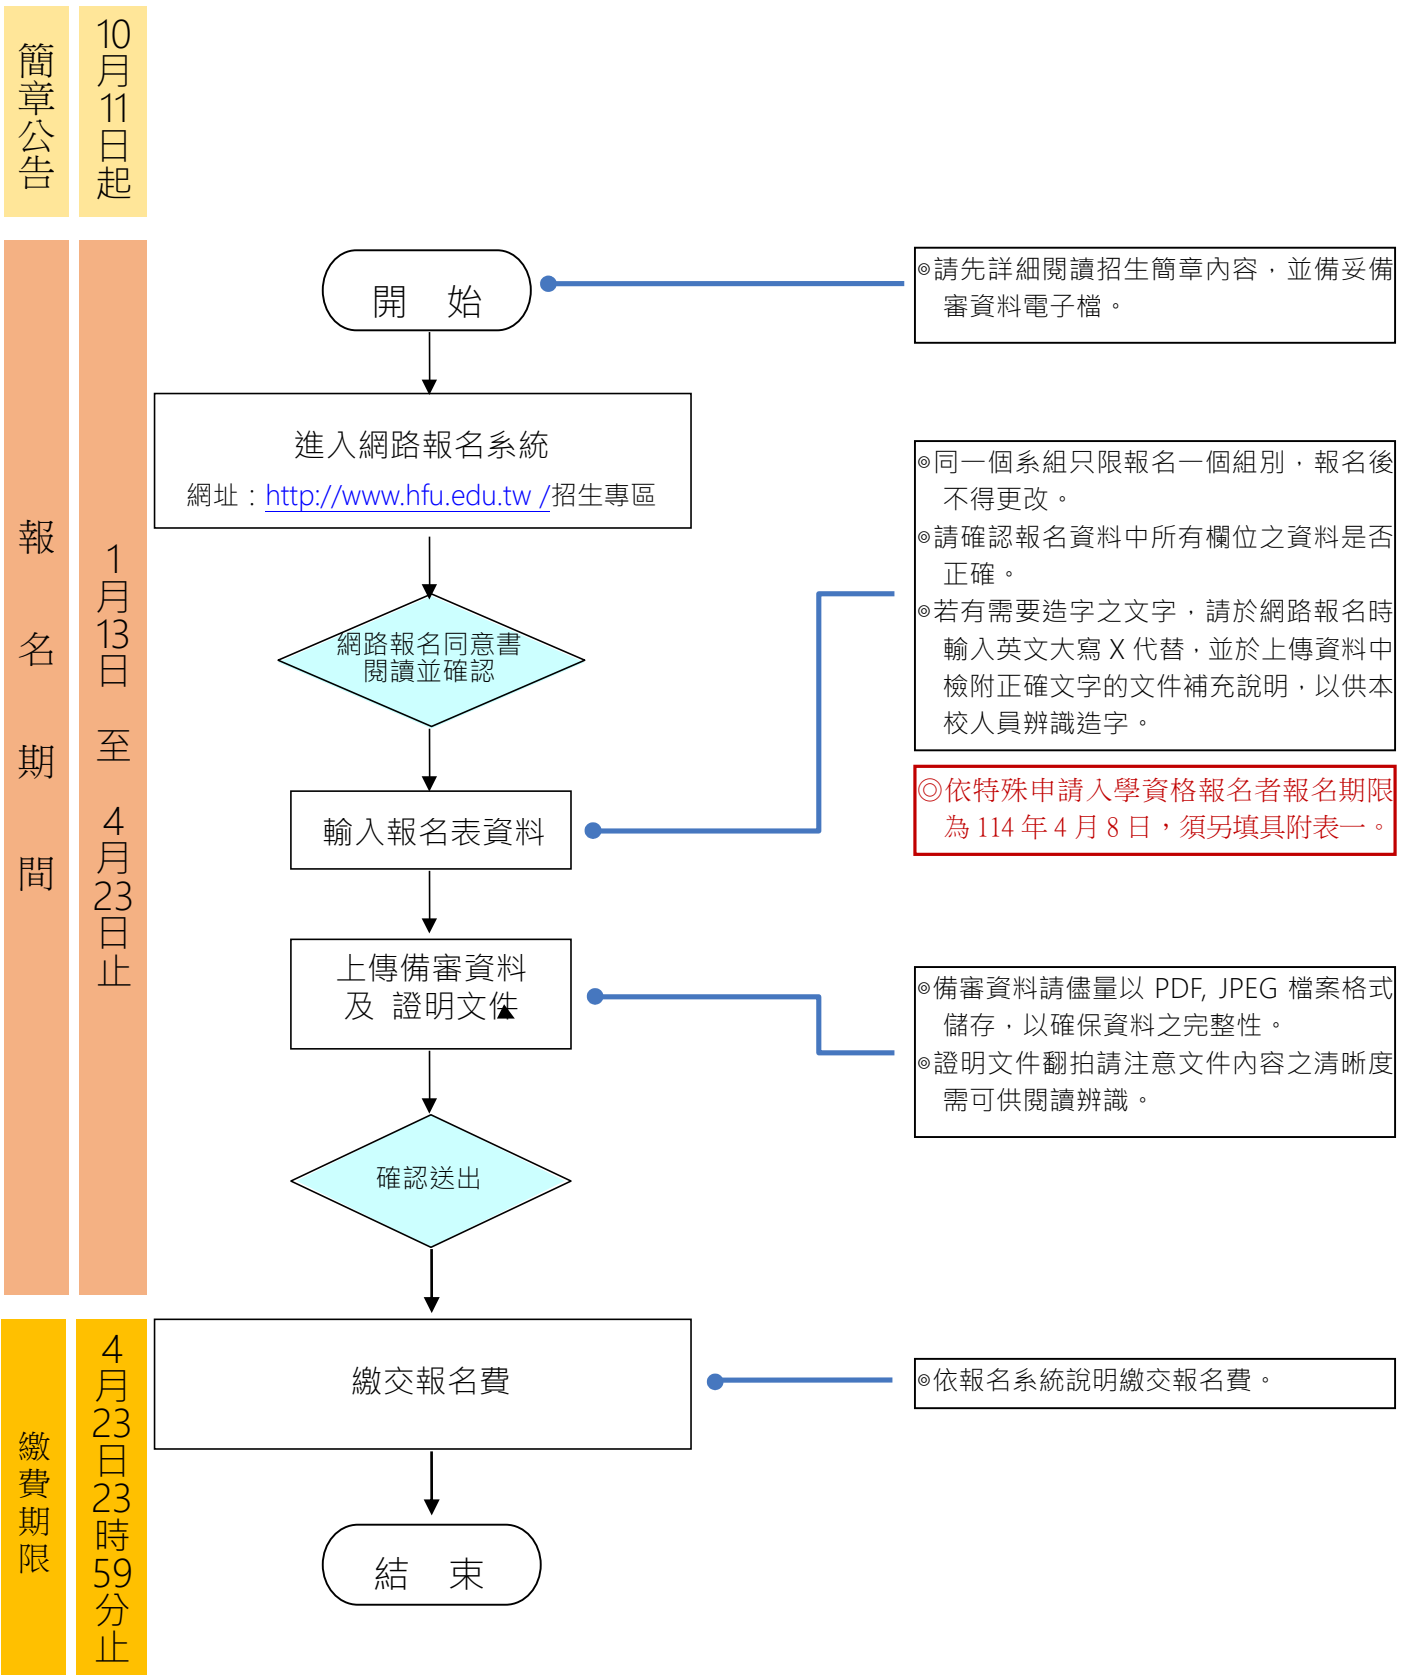 簡章公告
10月11日起
報名期間
1月13日 至 4月23日止
繳費期限
4月23日23時59分止
開 始
進入網路報名系統
網址：http://www.hfu.edu.tw /招生專區
網路報名同意書
閱讀並確認
輸入報名表資料
上傳備審資料
及 證明文件
確認送出
繳交報名費
結 束
◎請先詳細閱讀招生簡章內容，並備妥備
審資料電子檔。
◎同一個系組只限報名一個組別，報名後
不得更改。
◎請確認報名資料中所有欄位之資料是否
正確。
◎若有需要造字之文字，請於網路報名時
輸入英文大寫 X 代替，並於上傳資料中
檢附正確文字的文件補充說明，以供本
校人員辨識造字。
◎依特殊申請入學資格報名者報名期限
為 114 年 4 月 8 日，須另填具附表一。
◎備審資料請儘量以 PDF, JPEG 檔案格式
儲存，以確保資料之完整性。
◎證明文件翻拍請注意文件內容之清晰度
需可供閱讀辨識。
◎依報名系統說明繳交報名費。